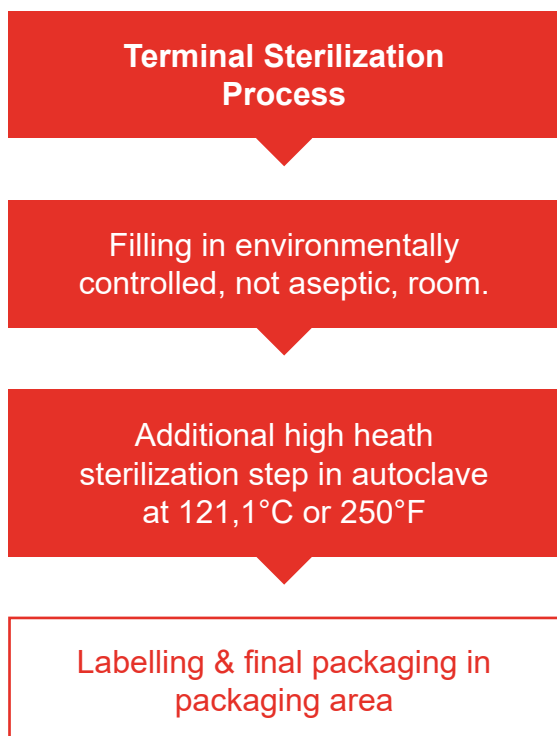 Terminal Sterilization
Process
Filling in environmentally
controlled, not aseptic, room.
Additional high heath
sterilization step in autoclave
at 121,1°C or 250°F
Labelling & final packaging in
packaging area